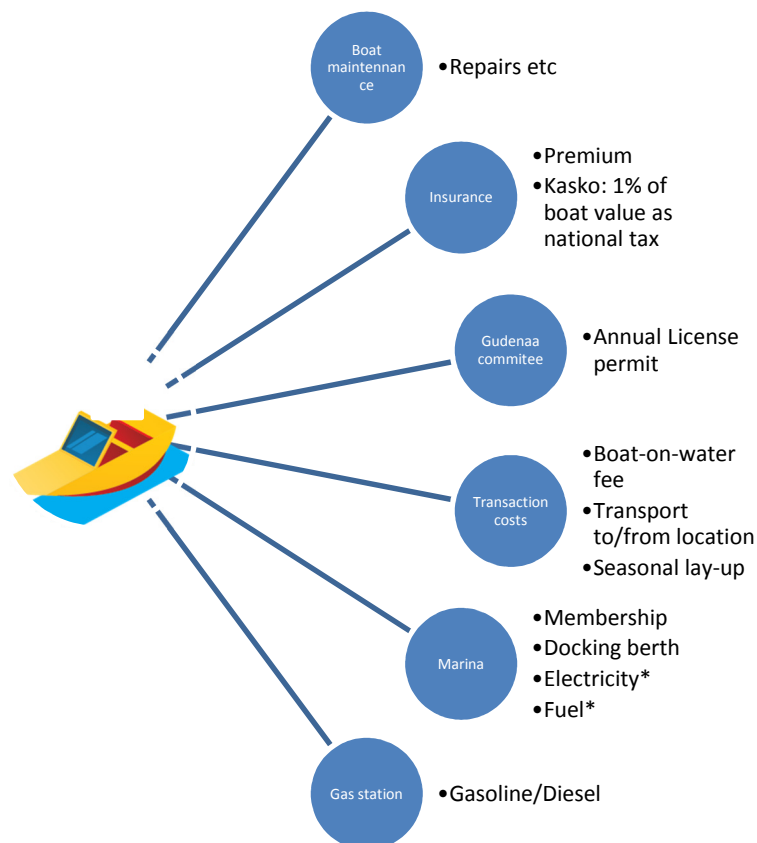 Boat
maintennan
ce
•Repairs etc
Insurance
•Premium
•Kasko: 1% of
boat value as
national tax
Gudenaa
commitee
•Annual License
permit
Transaction
costs
•Boat-on-water
fee
•Transport
to/from location
•Seasonal lay-up
Marina
•Membership
•Docking berth
•Electricity*
•Fuel*
Gas station
•Gasoline/Diesel